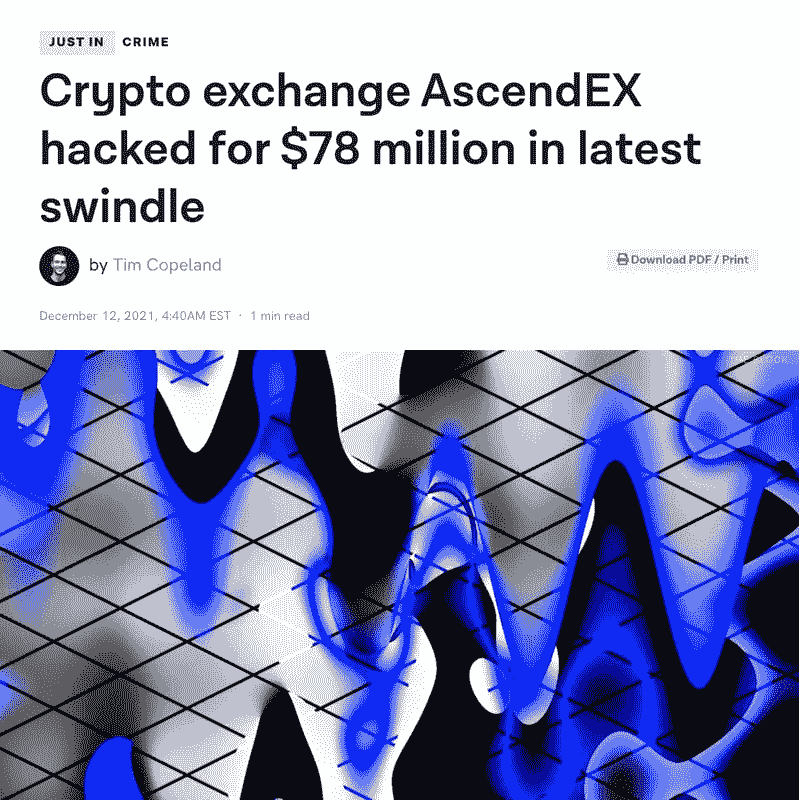 JUST IN CRIME
Crypto exchange AscendEX
hacked for $78 million in latest
swindle
by Tim Copeland
Download PDF / Print
December 12, 2021, 4:40AM EST · 1 min read